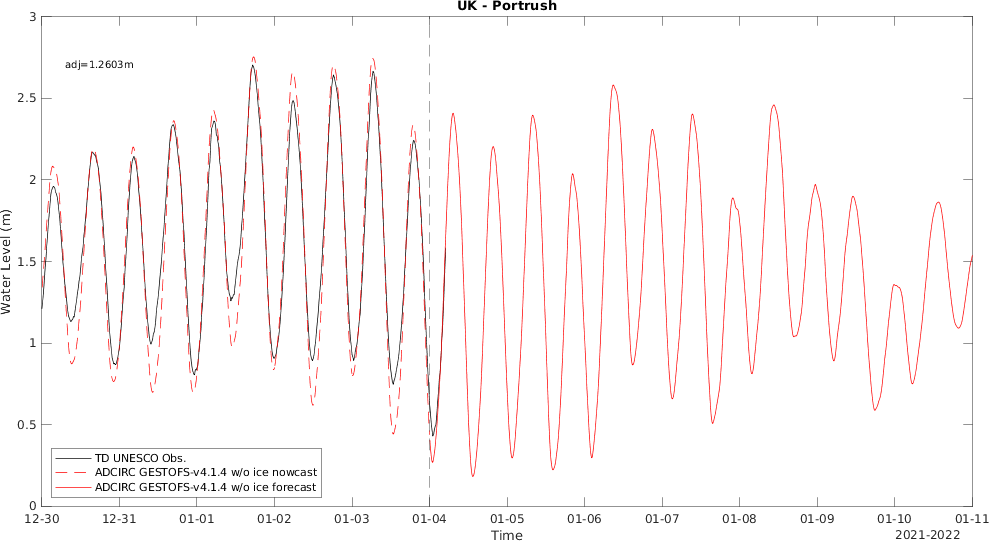 UK - Portrush
adj=1.2603m
Water Level (m)
3
2.5
2
1.5
1
0.5
0
TD UNESCO Obs.
ADCIRC GESTOFS-v4.1.4 w/o ice nowcast
ADCIRC GESTOFS-v4.1.4 w/o ice forecast
12-30 12-31 01-01 01-02 01-03 01-04 01-05 01-06 01-07 01-08 01-09 01-10 01-11
Time
2021-2022